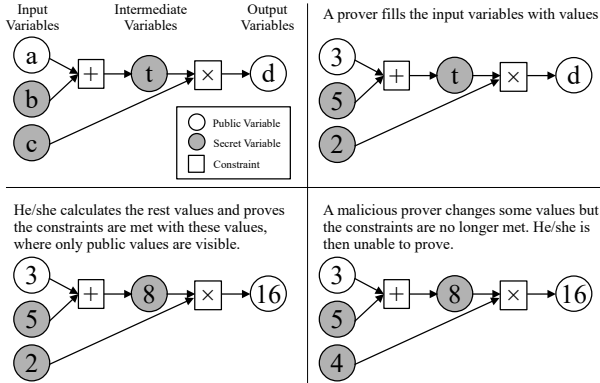 Input
Variables
Intermediate
Variables
Output
Variables
a
b
c
+
t
×
d
Public Variable
Secret Variable
Constraint
A prover fills the input variables with values
3
5
2
+
t
×
d
He/she calculates the rest values and proves
the constraints are met with these values,
where only public values are visible.
3
5
2
+
8
×
16
A malicious prover changes some values but
the constraints are no longer met. He/she is
then unable to prove.
3
5
4
+
8
×
16